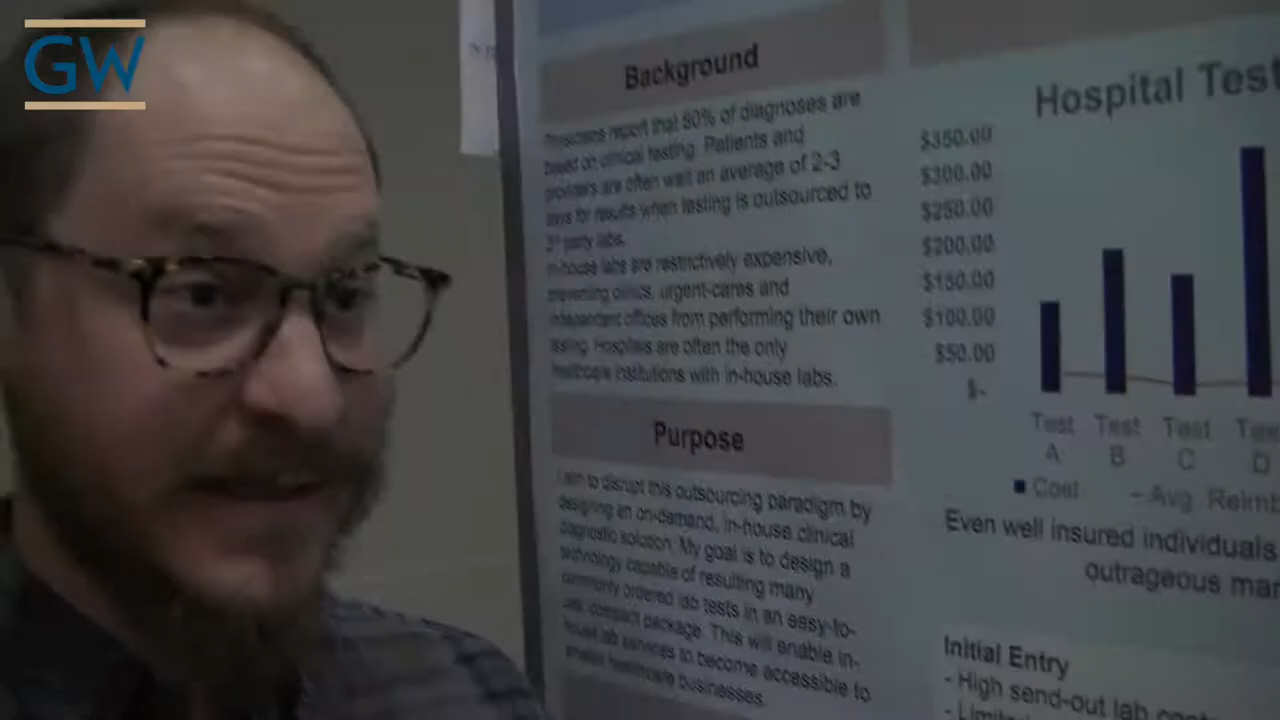 GW
Background
Physicians report that 80% of diagnoses are
based on clinical testing. Patients and
providers are often wait an average of 2-3
days for results when testing is outsourced to
3rd party labs.
In-house labs are restrictively expensive,
preventing clinics, urgent-cares and
independent offices from performing their own
testing. Hospitals are often the only
healthcare institutions with in-house labs.
Purpose
I aim to disrupt this outsourcing paradigm by
designing an on-demand, in-house clinical
diagnostic solution. My goal is to design a
technology capable of resulting many
commonly ordered lab tests in an easy-to-
use, compact package. This will enable in-
house lab services to become accessible to
smaller healthcare businesses.
Hospital Test
$350.00
$300.00
$250.00
$200.00
$150.00
$100.00
$50.00
$-
Test Test Test
A B C D
Cost Avg Reimb
Even well insured individuals
outrageous mar
Initial Entry
- High send-out lab